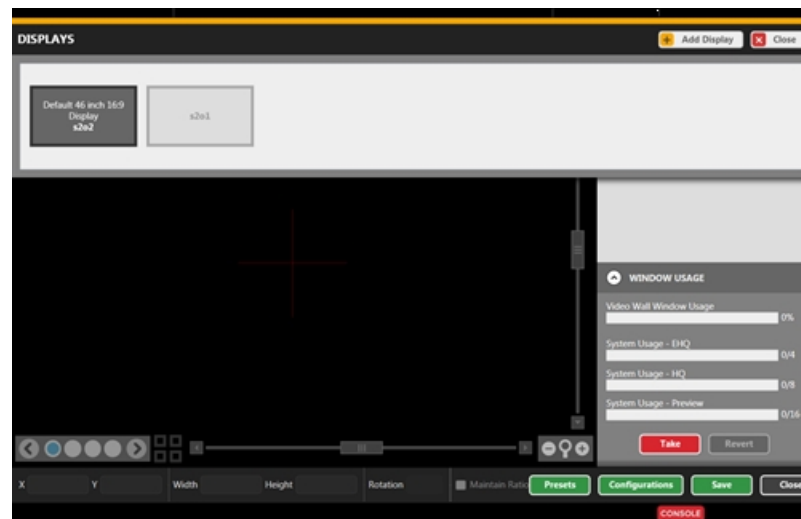 DISPLAYS
Add Display
Close
Default 46 inch 16:9
Display
s2o2
s2o1
WINDOW USAGE
Video Wall Window Usage
0%
System Usage - EHQ
0/4
System Usage - HQ
0/8
System Usage - Preview
0/16
Take
Revert
X
Y
Width
Height
Rotation
Maintain Ratio
Presets
Configurations
Save
Close
CONSOLE